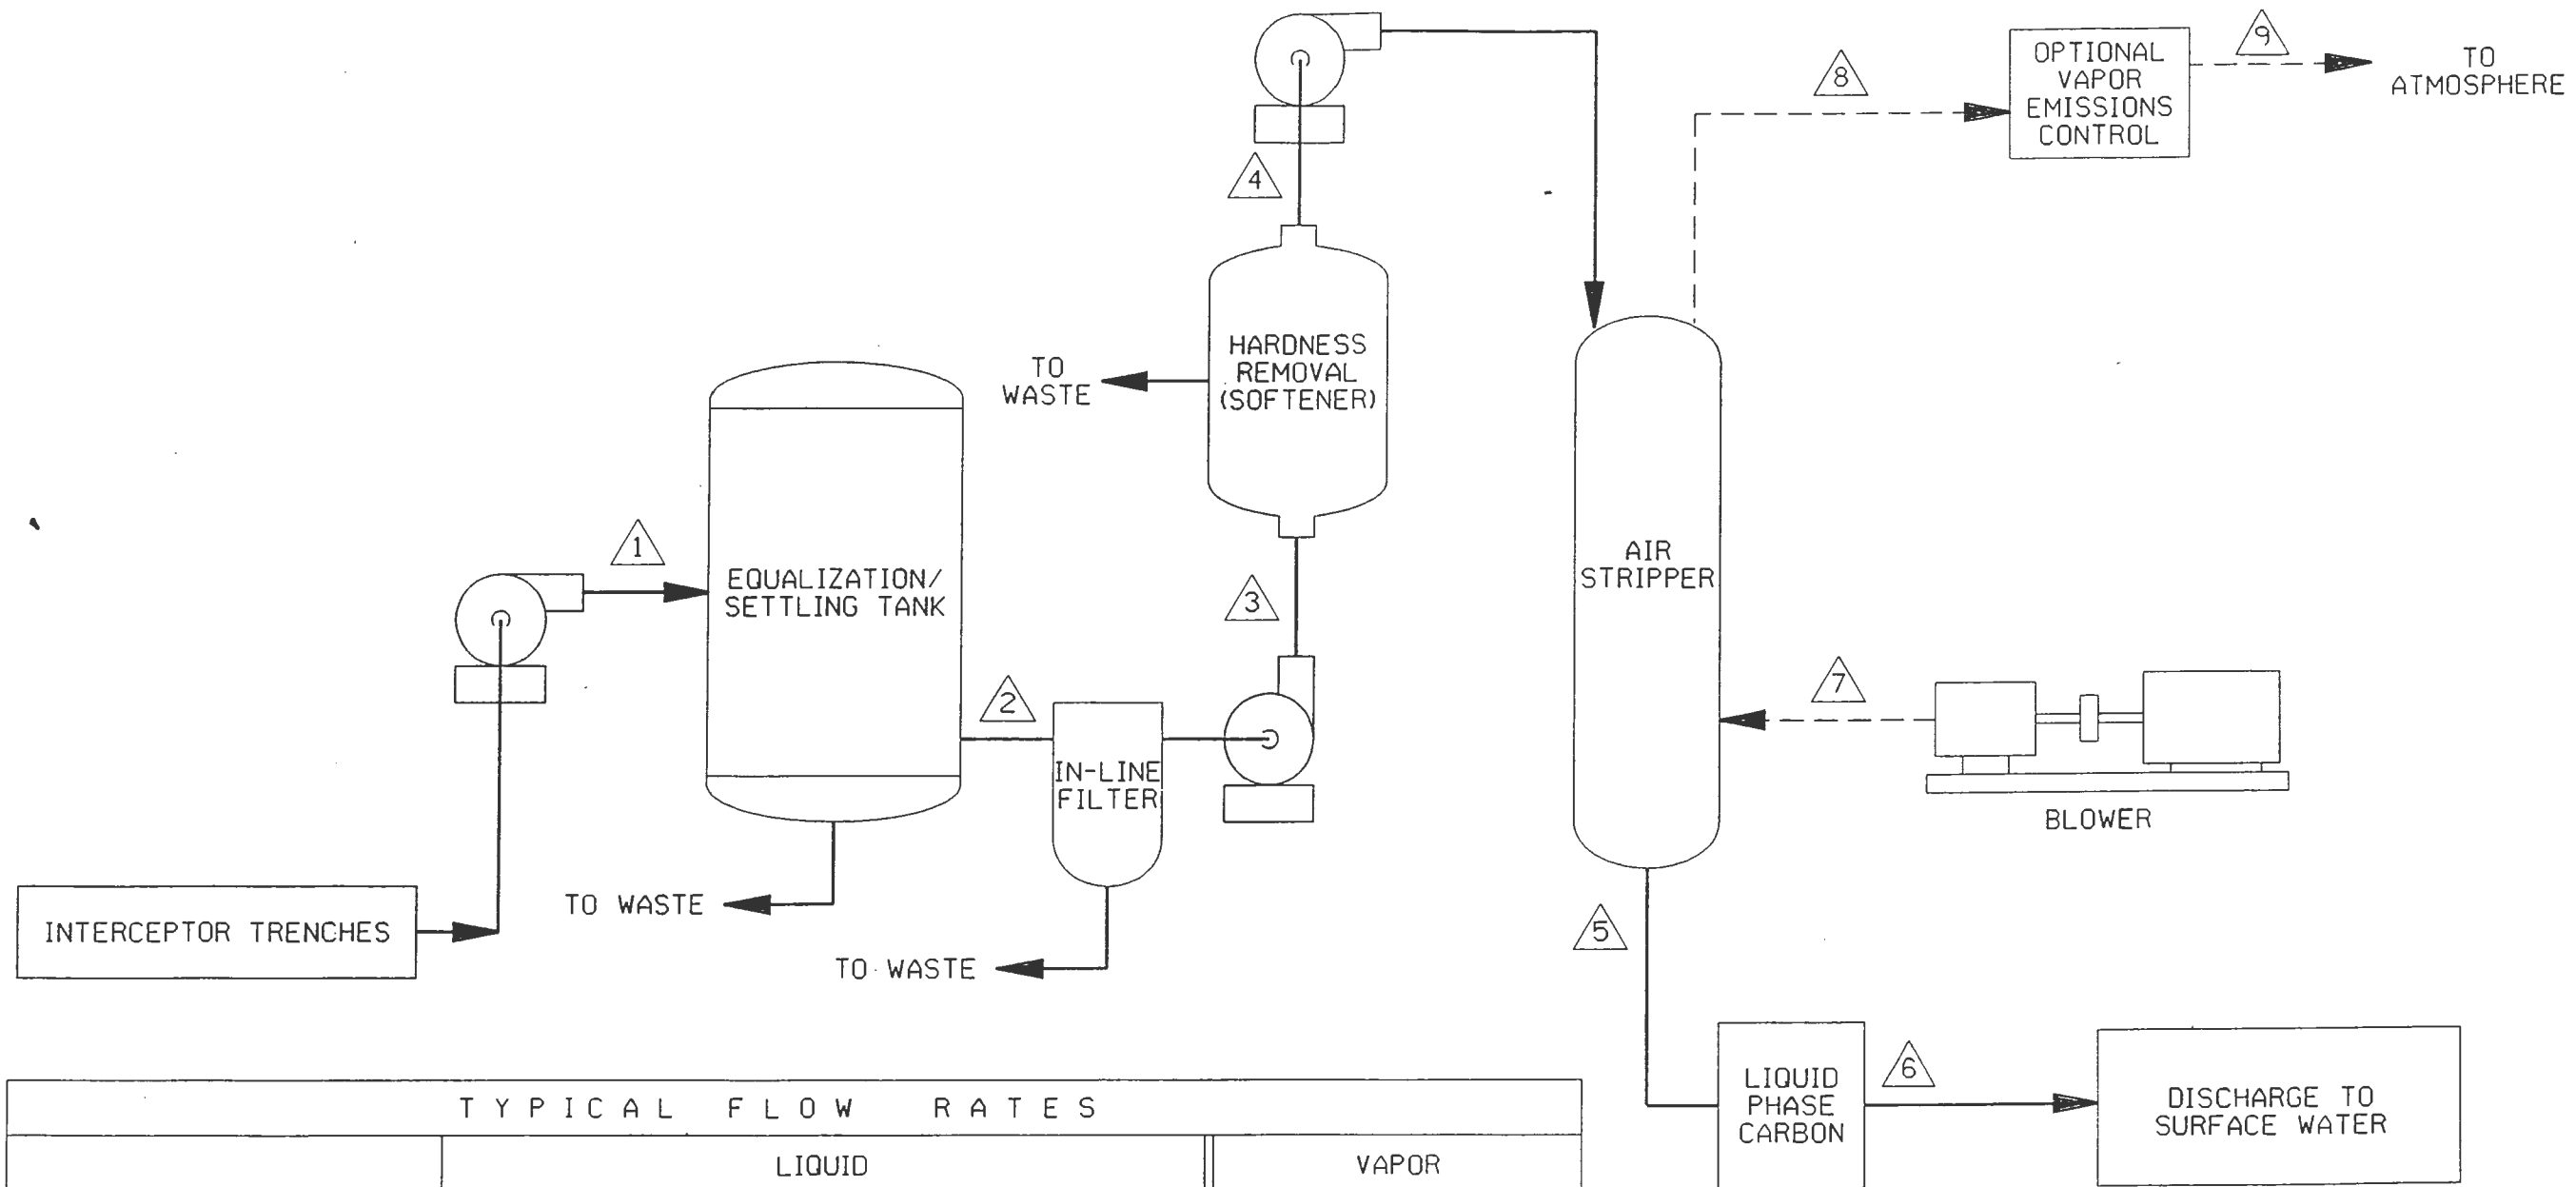 OPTIONAL
VAPOR
EMISSIONS
CONTROL
9
TO
ATMOSPHERE
8
4
HARDNESS
REMOVAL
(SOFTENER)
TO
WASTE
1
EQUALIZATION/
SETTLING TANK
AIR
STRIPPER
3
2
7
IN-LINE
FILTER
BLOWER
TO WASTE
INTERCEPTOR TRENCHES
TO WASTE
5
6
LIQUID
PHASE
CARBON
DISCHARGE TO
SURFACE WATER
TYPICAL FLOW RATES
LIQUID
VAPOR